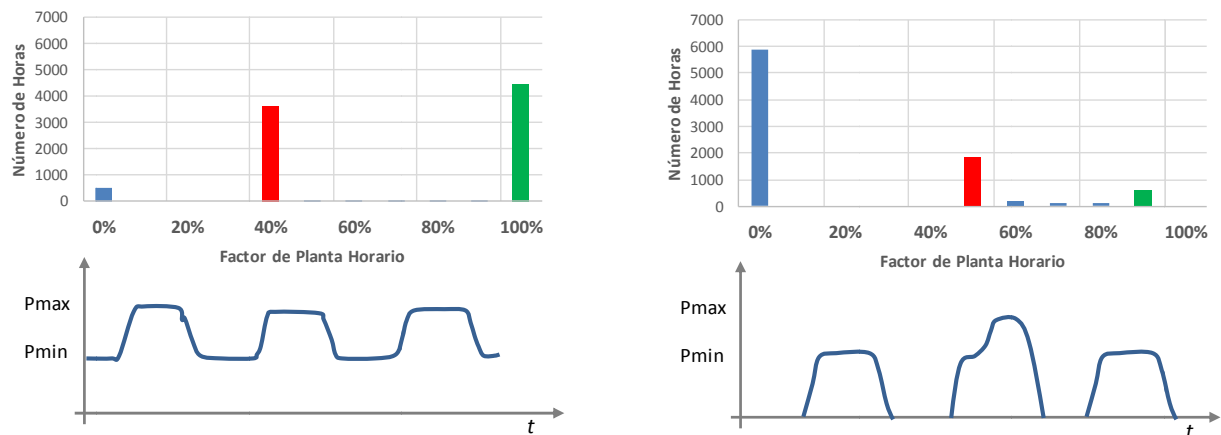 7000
6000
5000
4000
3000
2000
1000
0
Número de Horas
0% 20% 40% 60% 80% 100%
Factor de Planta Horario
Pmax
Pmin
t
7000
6000
5000
4000
3000
2000
1000
0
Número de Horas
0% 20% 40% 60% 80% 100%
Factor de Planta Horario
Pmax
Pmin
t